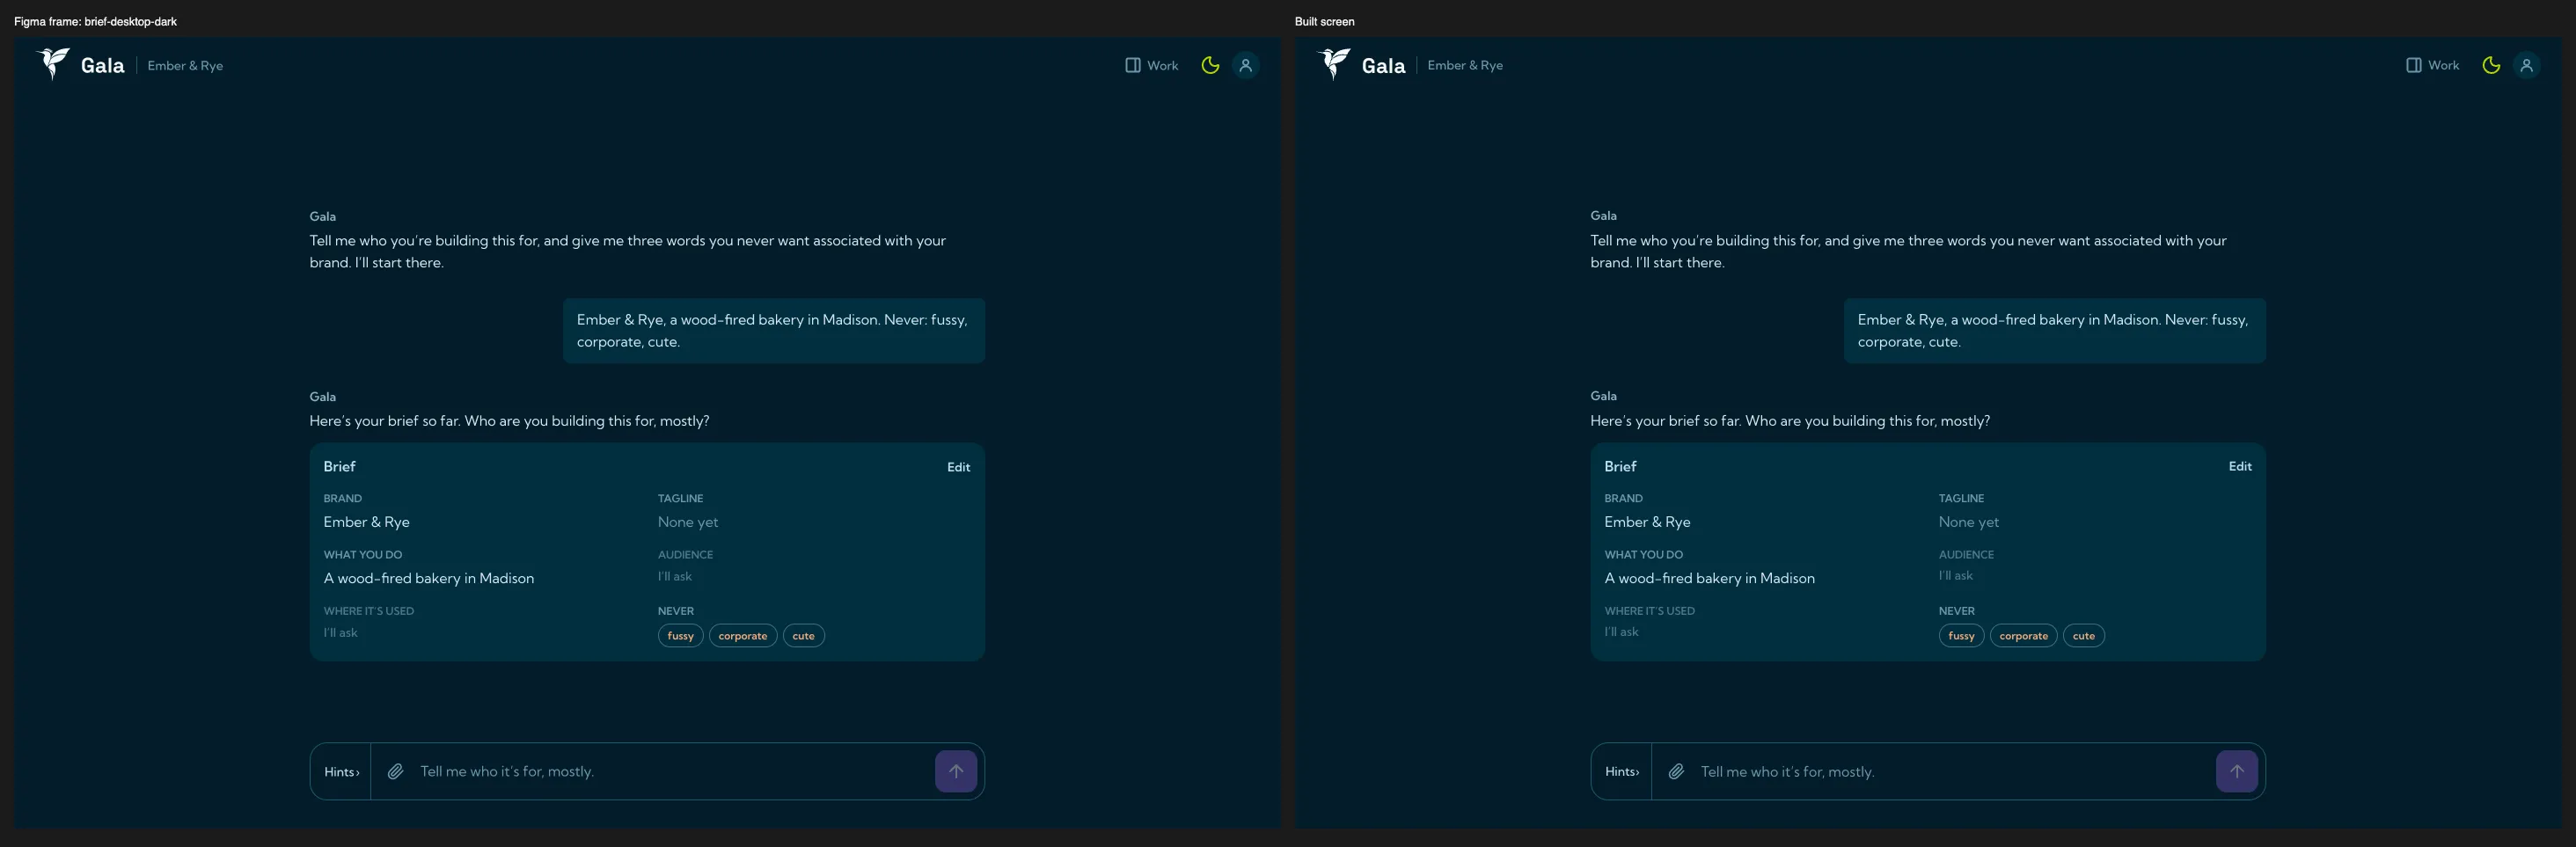 Figma frame: brief-desktop-dark
Gala
Ember & Rye
Work
Gala
Tell me who you’re building this for, and give me three words you never want associated with your
brand. I’ll start there.
Ember & Rye, a wood-fired bakery in Madison. Never: fussy,
corporate, cute.
Gala
Here’s your brief so far. Who are you building this for, mostly?
Brief
Edit
BRAND
Ember & Rye
TAGLINE
None yet
WHAT YOU DO
A wood-fired bakery in Madison
AUDIENCE
I’ll ask
WHERE IT’S USED
I’ll ask
NEVER
fussy
corporate
cute
Hints›
Tell me who it’s for, mostly.
Built screen
Gala
Ember & Rye
Work
Gala
Tell me who you’re building this for, and give me three words you never want associated with your
brand. I’ll start there.
Ember & Rye, a wood-fired bakery in Madison. Never: fussy,
corporate, cute.
Gala
Here’s your brief so far. Who are you building this for, mostly?
Brief
Edit
BRAND
Ember & Rye
TAGLINE
None yet
WHAT YOU DO
A wood-fired bakery in Madison
AUDIENCE
I’ll ask
WHERE IT’S USED
I’ll ask
NEVER
fussy
corporate
cute
Hints›
Tell me who it’s for, mostly.